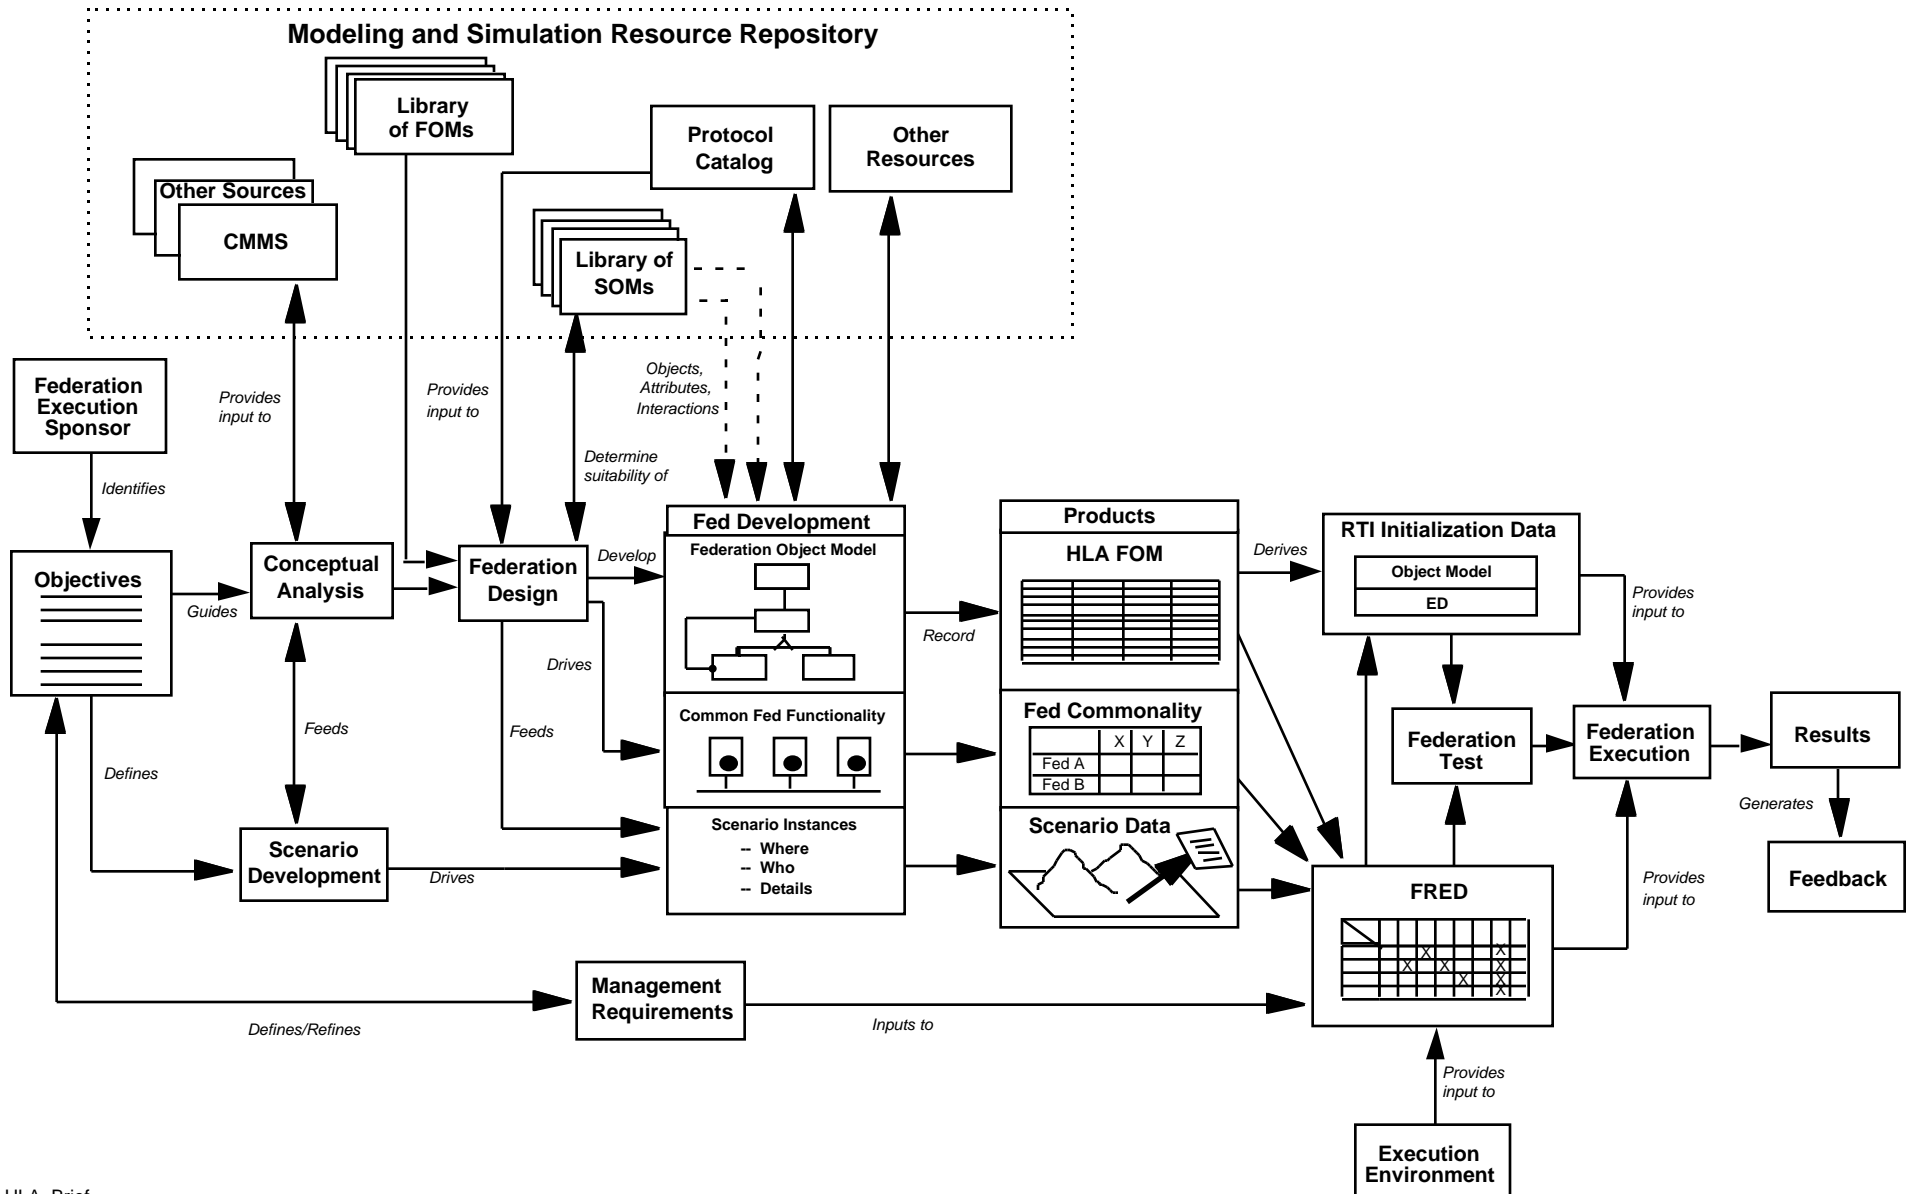 Modeling and Simulation Resource Repository
Library
of FOMs
Protocol
Catalog
Other
Resources
Other Sources
CMMS
Library of
SOMs
Federation
Execution
Sponsor
Provides
input to
Provides
input to
Objects,
Attributes,
Interactions
Determine
suitability of
Identifies
Objectives
Guides
Conceptual
Analysis
Federation
Design
Develop
Fed Development
Federation Object Model
Products
HLA FOM
Derives
RTI Initialization Data
Object Model
ED
Provides
input to
Record
Drives
Feeds
Feeds
Defines
Common Fed Functionality
Fed Commonality
X Y Z
Fed A
Fed B
Federation
Test
Federation
Execution
Results
Generates
Feedback
Scenario
Development
Drives
Scenario Instances
-- Where
-- Who
-- Details
Scenario Data
FRED
X X
X X X
X X
X
Provides
input to
Management
Requirements
Defines/Refines
Inputs to
Provides
input to
Execution
Environment